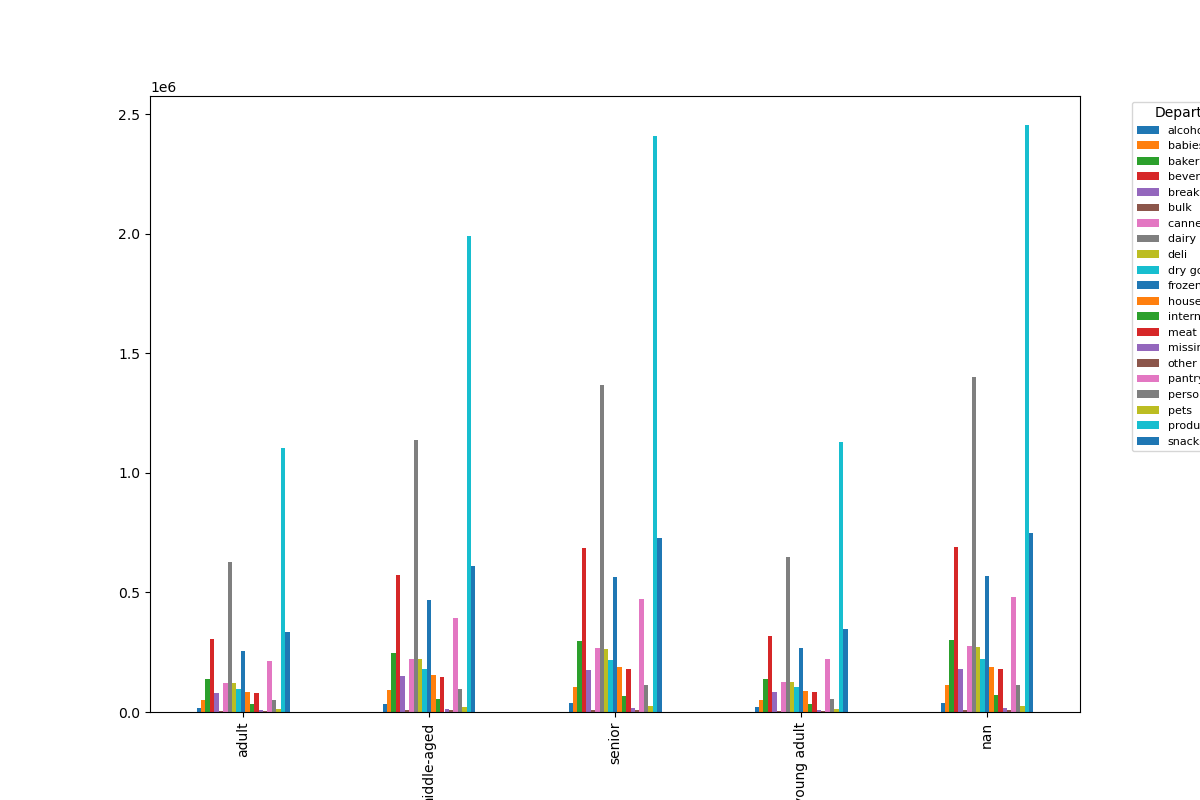 1e6
2.5
2.0
1.5
1.0
0.5
0.0
adult
iddle-aged
senior
young adult
nan
Depart
alcoho
babies
baker
bever
break
bulk
canne
dairy
deli
dry go
frozen
house
intern
meat
missin
other
pantry
perso
pets
produ
snack